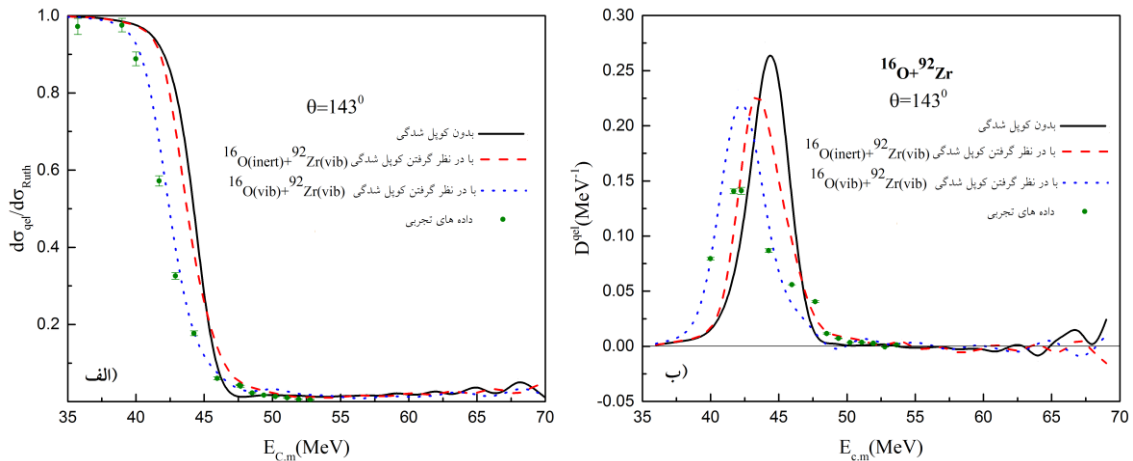 1.0
0.8
0.6
0.4
0.2
35 40 45 50 55 60 65 70
E_C.m(MeV)
dσ_qel/dσ_Ruth
θ=143⁰
بدون کوپل شدگی
با در نظر گرفتن کوپل شدگی ¹⁶O(inert)+⁹²Zr(vib)
با در نظر گرفتن کوپل شدگی ¹⁶O(vib)+⁹²Zr(vib)
داده های تجربی
الف)
0.30
0.25
0.20
0.15
0.10
0.05
0.00
-0.05
35 40 45 50 55 60 65 70
E_c.m(MeV)
D^qel(MeV⁻¹)
¹⁶O+⁹²Zr
θ=143⁰
بدون کوپل شدگی
با در نظر گرفتن کوپل شدگی ¹⁶O(inert)+⁹²Zr(vib)
با در نظر گرفتن کوپل شدگی ¹⁶O(vib)+⁹²Zr(vib)
داده های تجربی
ب)